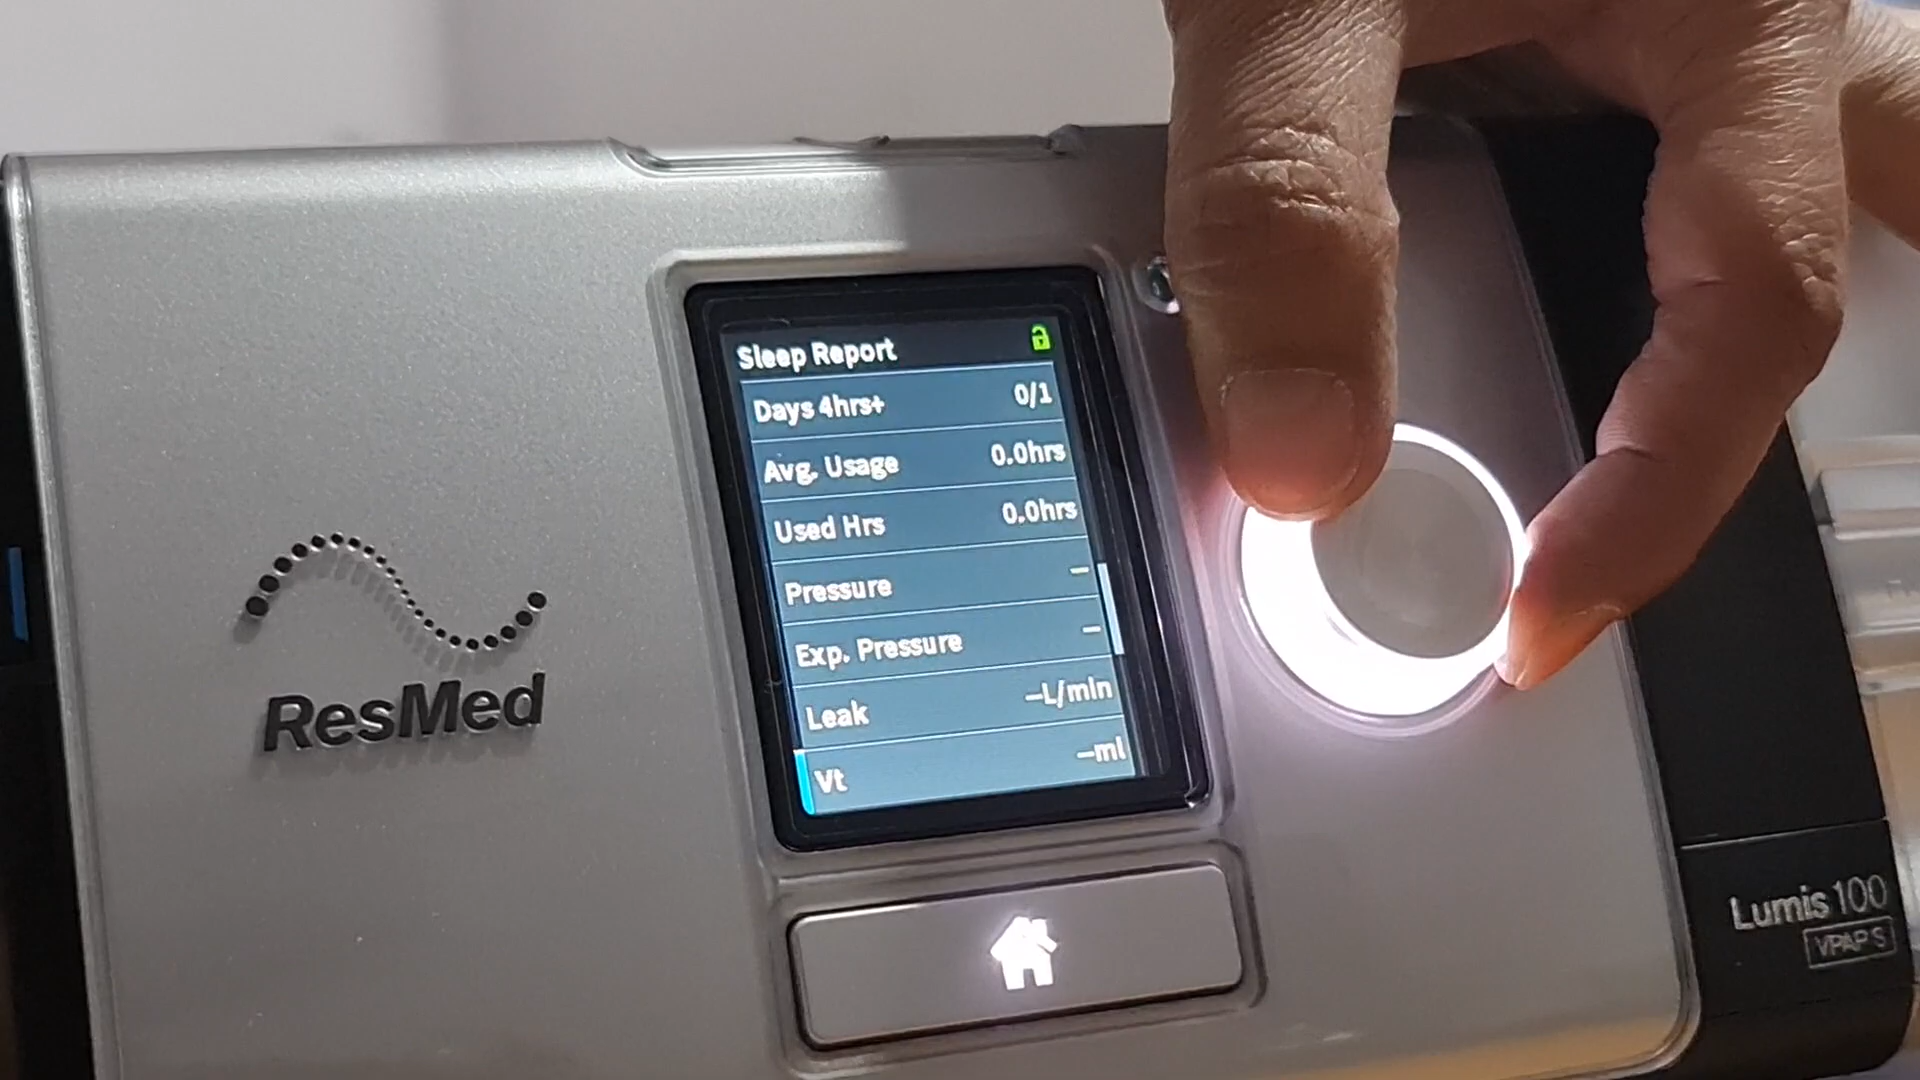 Sleep Report
Days 4hrs+ 0/1
Avg. Usage 0.0hrs
Used Hrs 0.0hrs
Pressure –
Exp. Pressure –
Leak –L/min
Vt –ml
ResMed
Lumis 100
VPAP S